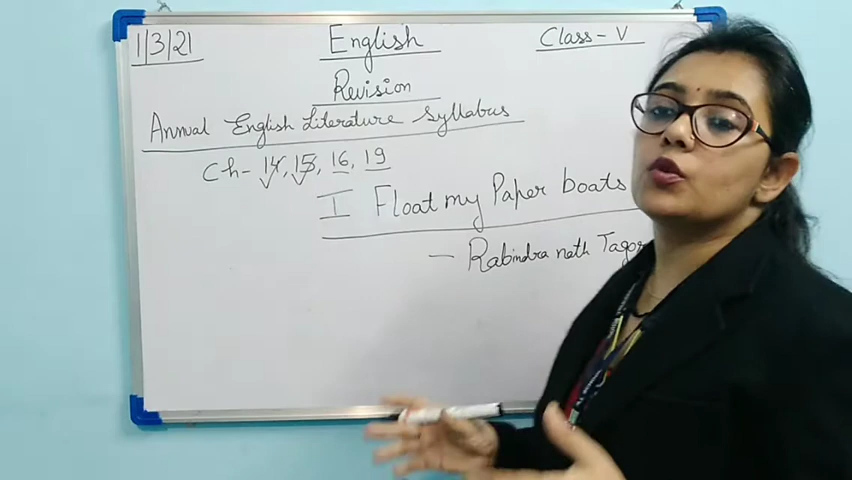 1/3/21 English Class - V
Revision
Annual English Literature Syllabus
Ch- 14, 15, 16, 19
I Float my Paper boats
- Rabindra nath Tagor